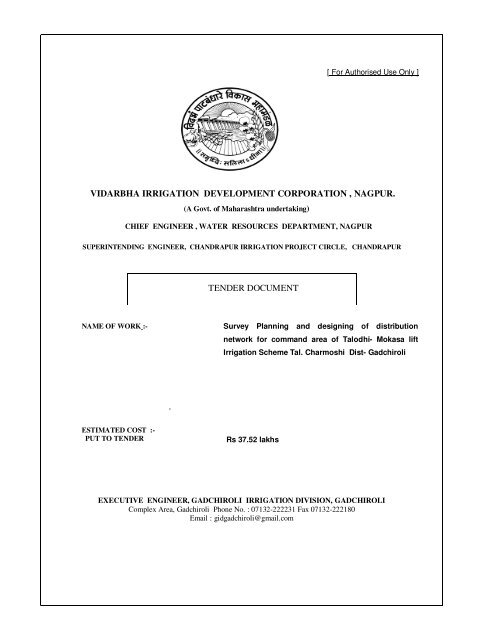 [ For Authorised Use Only ]
विदर्भ पाटबंधारे विकास महामंडळ
VIDARBHA IRRIGATION DEVELOPMENT CORPORATION , NAGPUR.
(A Govt. of Maharashtra undertaking)
CHIEF ENGINEER , WATER RESOURCES DEPARTMENT, NAGPUR
SUPERINTENDING ENGINEER, CHANDRAPUR IRRIGATION PROJECT CIRCLE, CHANDRAPUR
TENDER DOCUMENT
NAME OF WORK :- Survey Planning and designing of distribution
network for command area of Talodhi- Mokasa lift
Irrigation Scheme Tal. Charmoshi Dist- Gadchiroli
ESTIMATED COST :-
PUT TO TENDER Rs 37.52 lakhs
EXECUTIVE ENGINEER, GADCHIROLI IRRIGATION DIVISION, GADCHIROLI
Complex Area, Gadchiroli Phone No. : 07132-222231 Fax 07132-222180
Email : gidgadchiroli@gmail.com